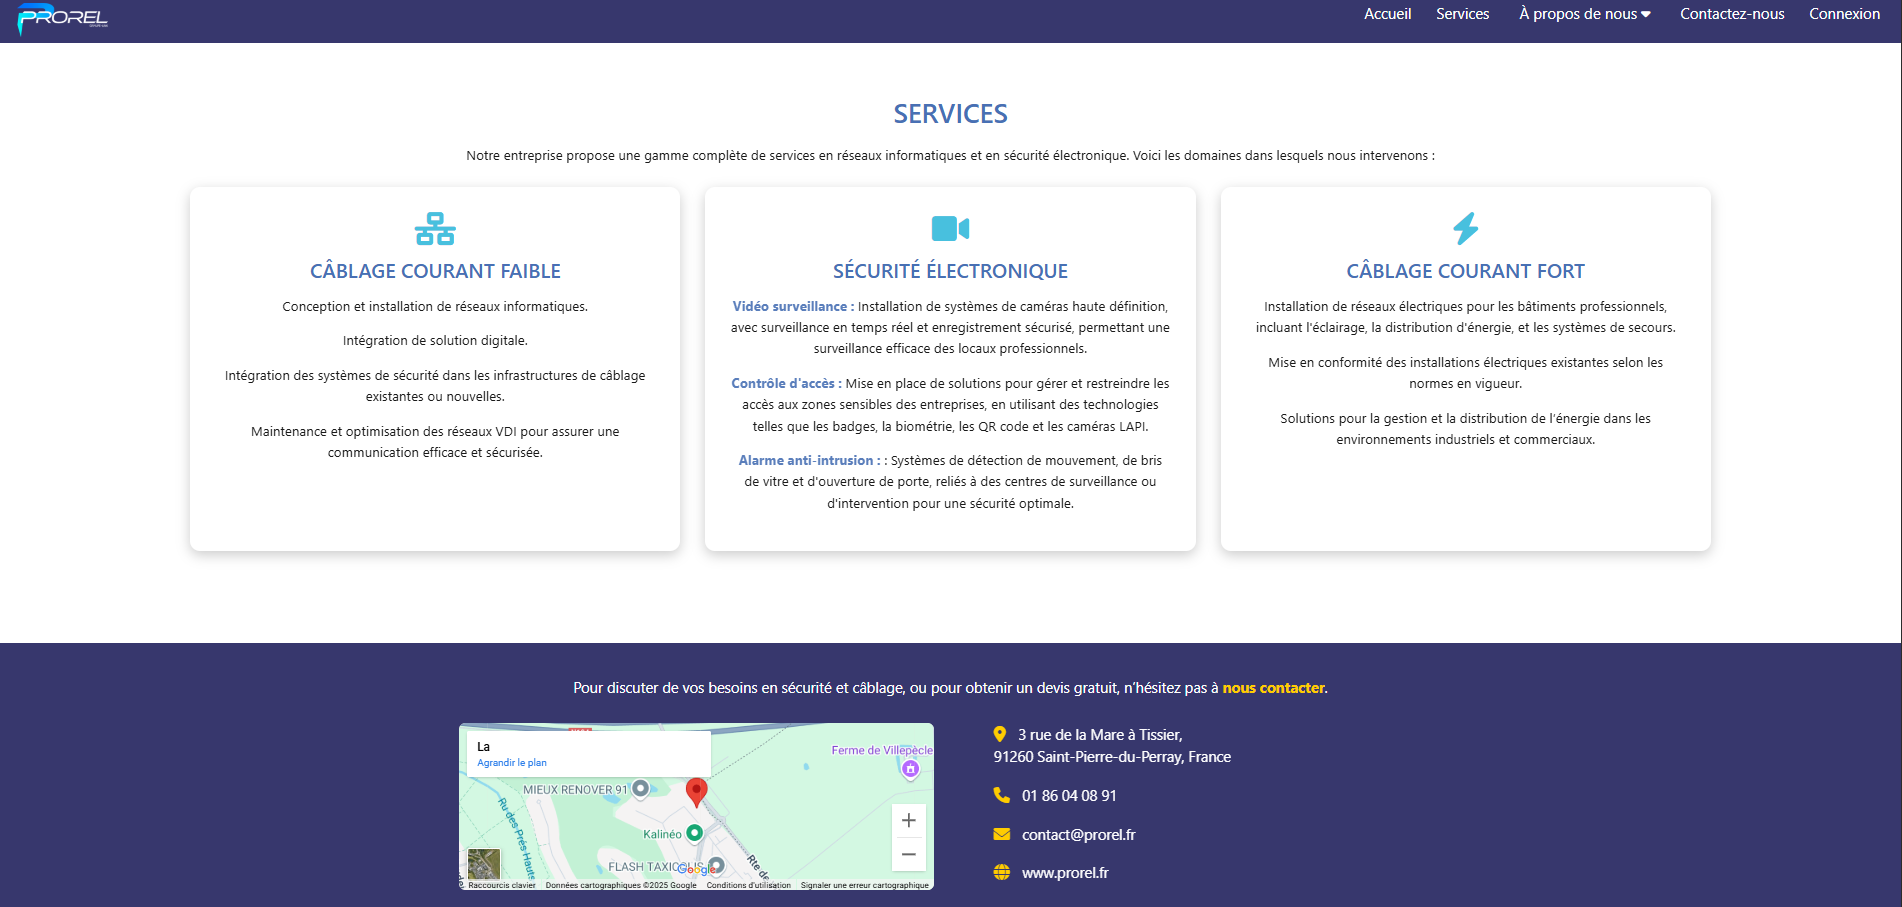 PROREL
Accueil
Services
À propos de nous
Contactez-nous
Connexion
SERVICES
Notre entreprise propose une gamme complète de services en réseaux informatiques et en sécurité électronique. Voici les domaines dans lesquels nous intervenons :
CÂBLAGE COURANT FAIBLE
Conception et installation de réseaux informatiques.
Intégration de solution digitale.
Intégration des systèmes de sécurité dans les infrastructures de câblage
existantes ou nouvelles.
Maintenance et optimisation des réseaux VDI pour assurer une
communication efficace et sécurisée.
SÉCURITÉ ÉLECTRONIQUE
Vidéo surveillance : Installation de systèmes de caméras haute définition,
avec surveillance en temps réel et enregistrement sécurisé, permettant une
surveillance efficace des locaux professionnels.
Contrôle d'accès : Mise en place de solutions pour gérer et restreindre les
accès aux zones sensibles des entreprises, en utilisant des technologies
telles que les badges, la biométrie, les QR code et les caméras LAPI.
Alarme anti-intrusion : : Systèmes de détection de mouvement, de bris
de vitre et d'ouverture de porte, reliés à des centres de surveillance ou
d'intervention pour une sécurité optimale.
CÂBLAGE COURANT FORT
Installation de réseaux électriques pour les bâtiments professionnels,
incluant l'éclairage, la distribution d'énergie, et les systèmes de secours.
Mise en conformité des installations électriques existantes selon les
normes en vigueur.
Solutions pour la gestion et la distribution de l'énergie dans les
environnements industriels et commerciaux.
Pour discuter de vos besoins en sécurité et câblage, ou pour obtenir un devis gratuit, n'hésitez pas à nous contacter.
La
Agrandir le plan
Ferme de Villepècle
MIEUX RENOVER 91
Ru des Prés Hauts
Kalinéo
FLASH TAXI
Google
Rte de
Raccourcis clavier
Données cartographiques ©2025 Google
Conditions d'utilisation
Signaler une erreur cartographique
3 rue de la Mare à Tissier,
91260 Saint-Pierre-du-Perray, France
01 86 04 08 91
contact@prorel.fr
www.prorel.fr